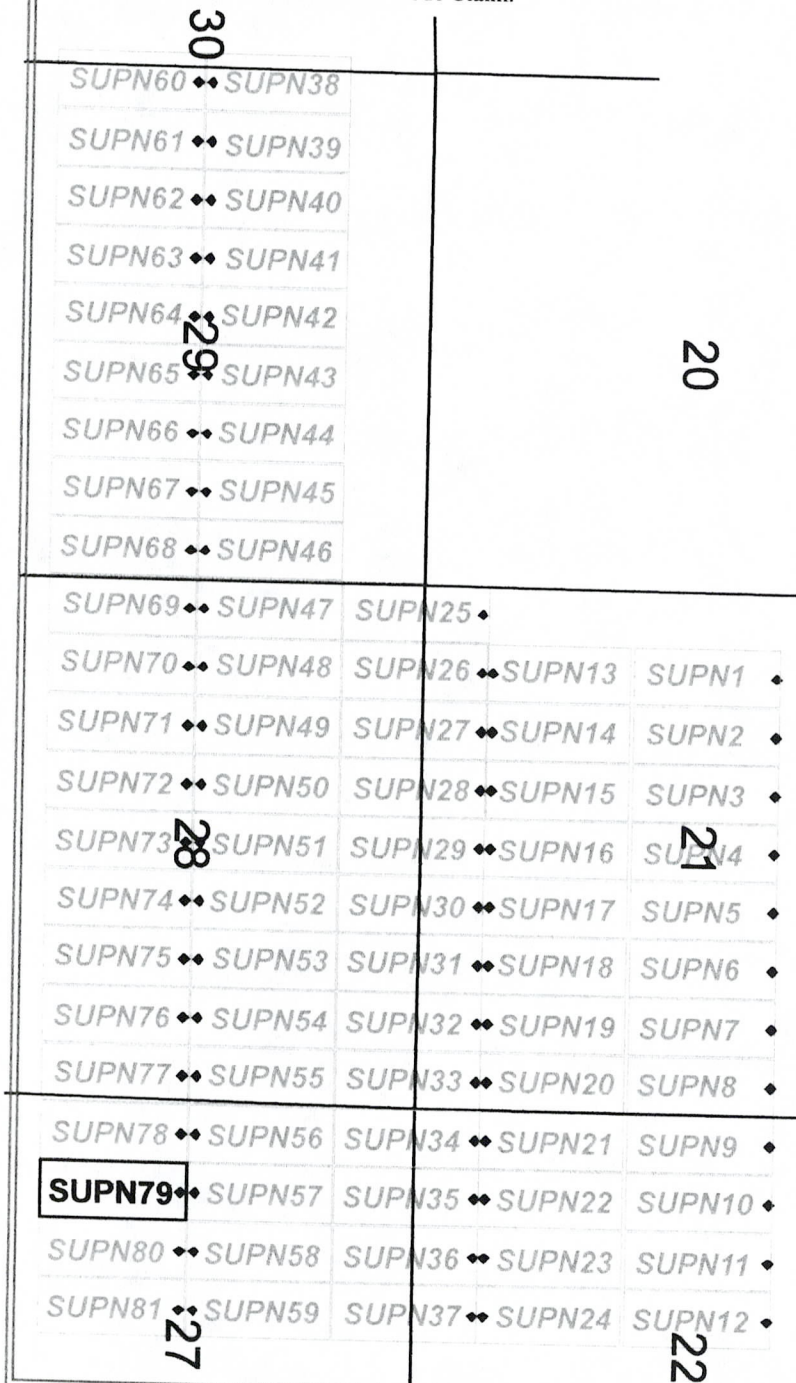 30
SUPN60 SUPN38
SUPN61 SUPN39
SUPN62 SUPN40
SUPN63 SUPN41
SUPN64 SUPN42
29
20
SUPN65 SUPN43
SUPN66 SUPN44
SUPN67 SUPN45
SUPN68 SUPN46
SUPN69 SUPN47 SUPN25
SUPN70 SUPN48 SUPN26 SUPN13 SUPN1
SUPN71 SUPN49 SUPN27 SUPN14 SUPN2
SUPN72 SUPN50 SUPN28 SUPN15 SUPN3
SUPN73 28 SUPN51 SUPN29 SUPN16 SUPN4 21
SUPN74 SUPN52 SUPN30 SUPN17 SUPN5
SUPN75 SUPN53 SUPN31 SUPN18 SUPN6
SUPN76 SUPN54 SUPN32 SUPN19 SUPN7
SUPN77 SUPN55 SUPN33 SUPN20 SUPN8
SUPN78 SUPN56 SUPN34 SUPN21 SUPN9
SUPN79 SUPN57 SUPN35 SUPN22 SUPN10
SUPN80 SUPN58 SUPN36 SUPN23 SUPN11
SUPN81 SUPN59 SUPN37 SUPN24 SUPN12
27
22